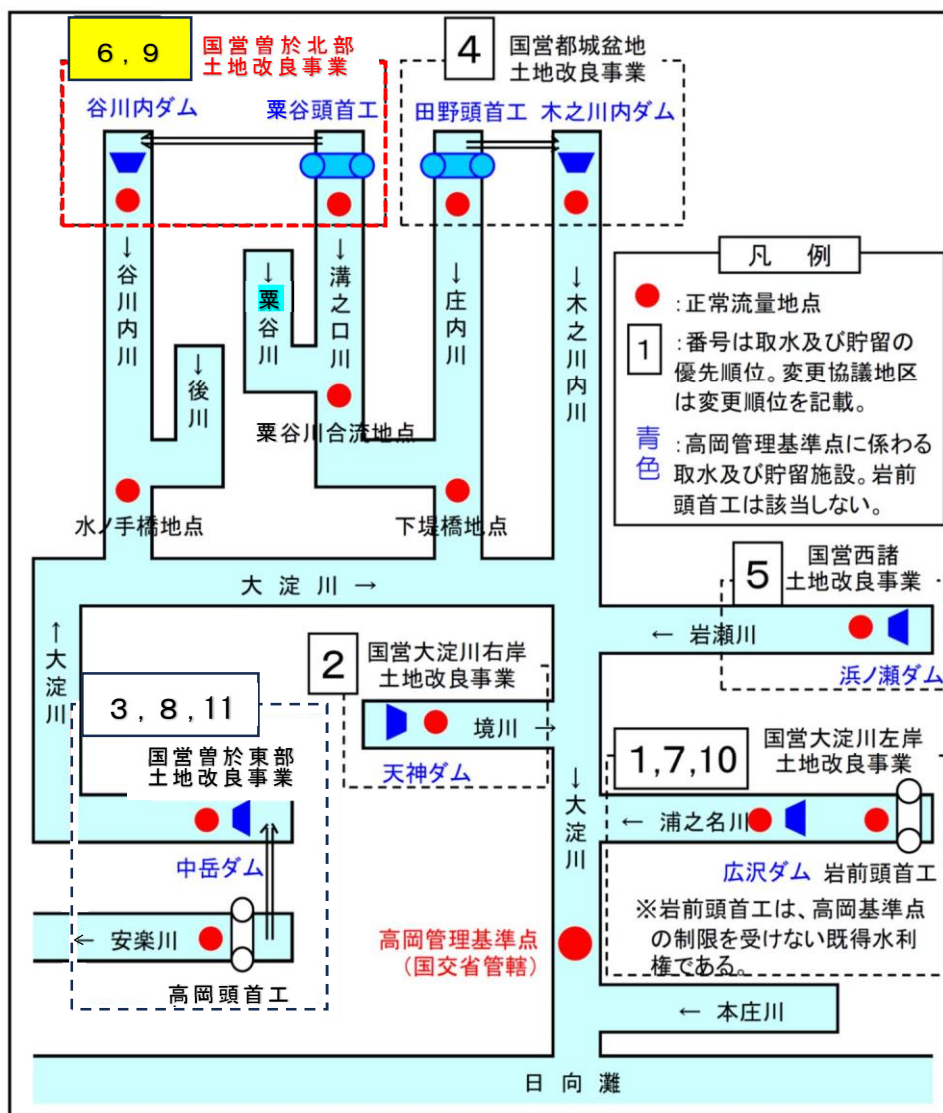 6，9
国営曽於北部
土地改良事業
4
国営都城盆地
土地改良事業
谷川内ダム
粟谷頭首工
田野頭首工
木之川内ダム
↓谷川内川
↓粟谷川
↓溝之口川
↓庄内川
↓木之川内川
↓後川
粟谷川合流地点
水ノ手橋地点
下堤橋地点
凡　例
:正常流量地点
1
:番号は取水及び貯留の
優先順位。変更協議地区
は変更順位を記載。
青色
:高岡管理基準点に係わる
取水及び貯留施設。岩前
頭首工は該当しない。
大淀川→
↑大淀川
5
国営西諸
土地改良事業
←岩瀬川
浜ノ瀬ダム
2
国営大淀川右岸
土地改良事業
境川→
天神ダム
3，8，11
国営曽於東部
土地改良事業
中岳ダム
←安楽川
高岡頭首工
1,7,10
国営大淀川左岸
土地改良事業
↓大淀川
←浦之名川
広沢ダム
岩前頭首工
※岩前頭首工は、高岡基準点
の制限を受けない既得水利
権である。
高岡管理基準点
（国交省管轄）
←本庄川
日向灘